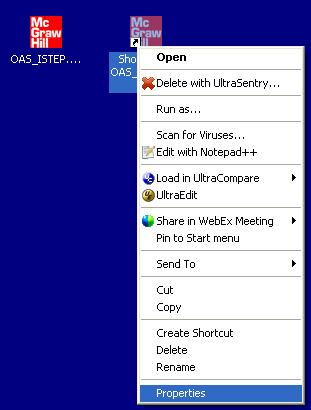 Mc
Graw
Hill
OAS_ISTEP....
Mc
Graw
Hill
Sho
OAS_
Open
Delete with UltraSentry...
Run as...
Scan for Viruses...
Edit with Notepad++
Load in UltraCompare
UltraEdit
Share in WebEx Meeting
Pin to Start menu
Send To
Cut
Copy
Create Shortcut
Delete
Rename
Properties